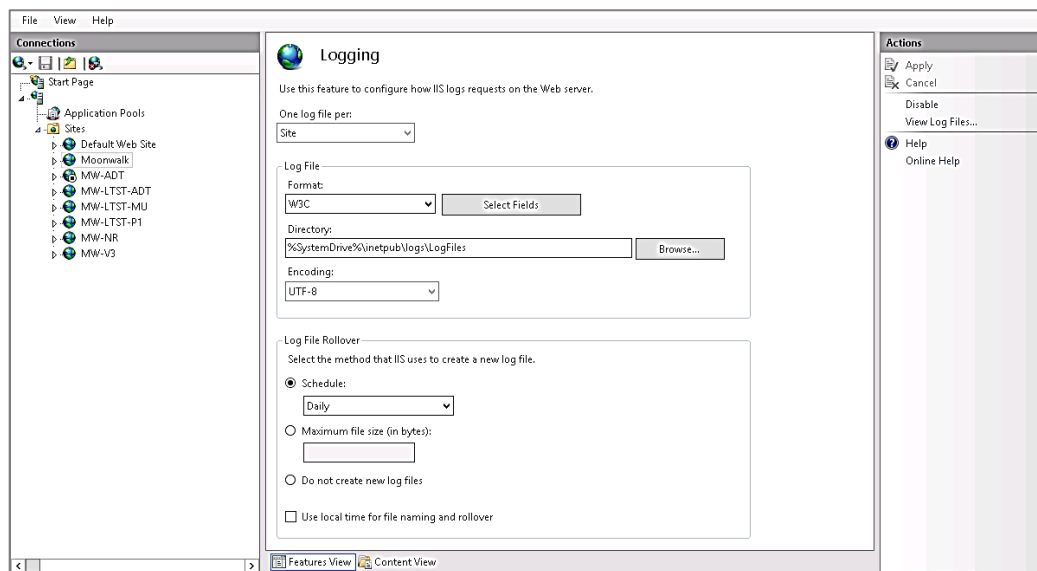 File View Help
Connections
Start Page
Application Pools
Sites
Default Web Site
Moonwalk
MW-ADT
MW-LTST-ADT
MW-LTST-MU
MW-LTST-P1
MW-NR
MW-V3
Logging
Use this feature to configure how IIS logs requests on the Web server.
One log file per:
Site
Log File
Format:
W3C Select Fields
Directory:
%SystemDrive%\inetpub\logs\LogFiles Browse...
Encoding:
UTF-8
Log File Rollover
Select the method that IIS uses to create a new log file.
Schedule:
Daily
Maximum file size (in bytes):
Do not create new log files
Use local time for file naming and rollover
Features View Content View
Actions
Apply
Cancel
Disable
View Log Files...
Help
Online Help